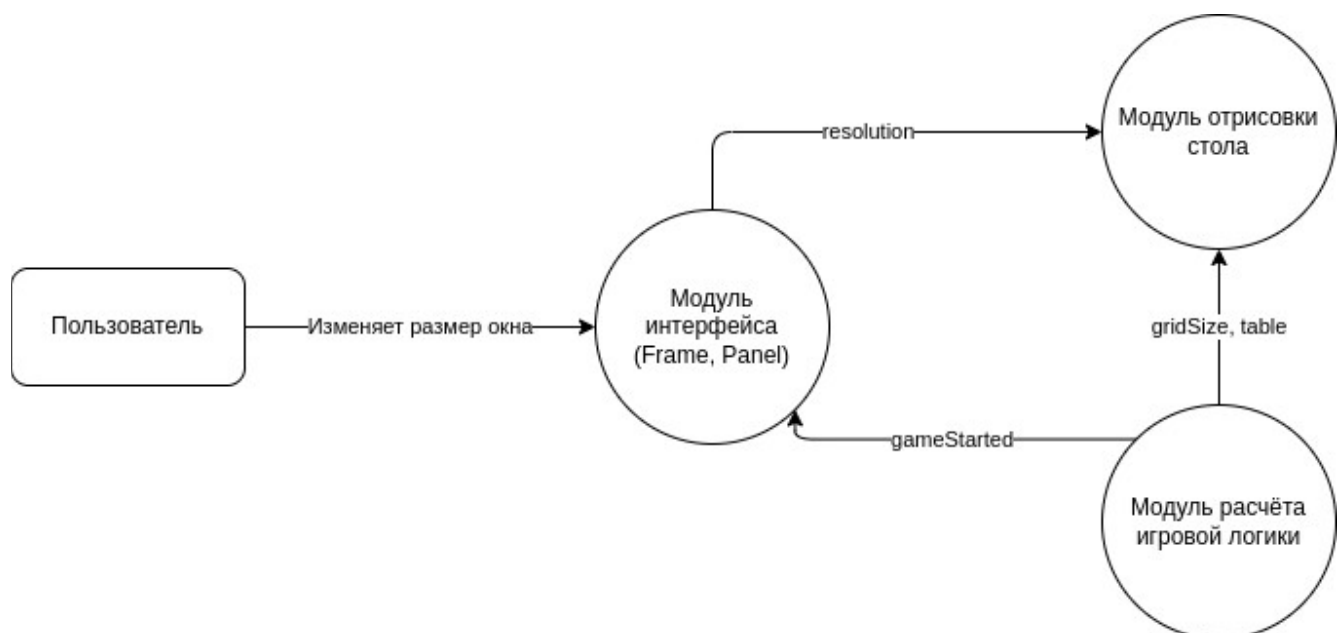 resolution
Модуль отрисовки
стола
Пользователь
Изменяет размер окна
Модуль
интерфейса
(Frame, Panel)
gridSize, table
gameStarted
Модуль расчёта
игровой логики